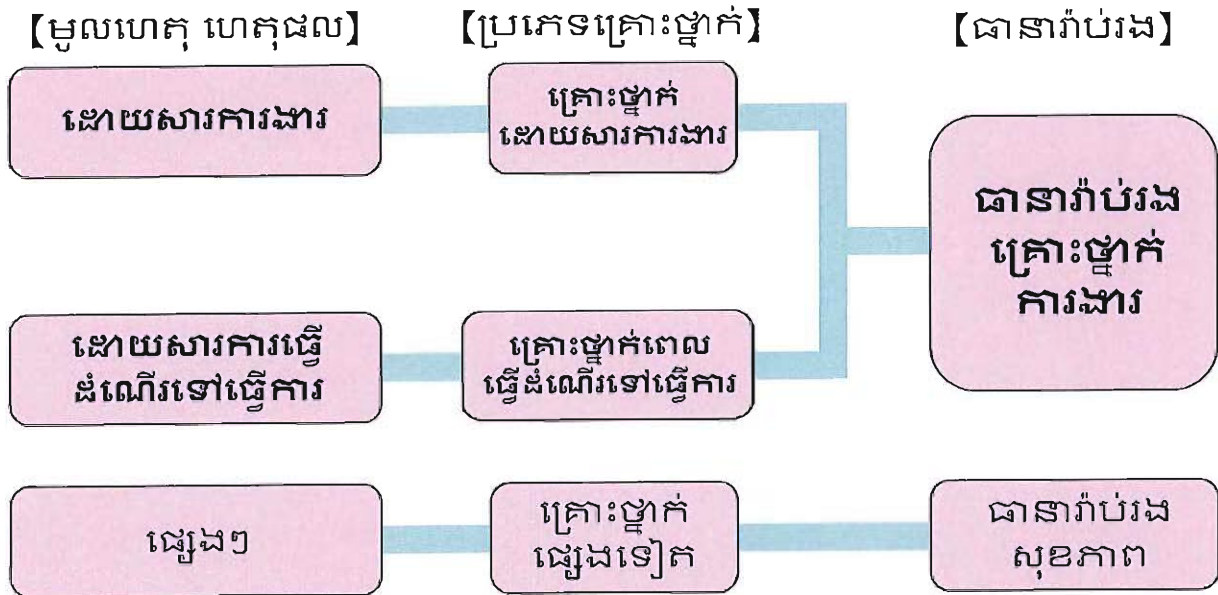 【មូលហេតុ ហេតុផល】
【ប្រភេទគ្រោះថ្នាក់】
【ធានារ៉ាប់រង】
ដោយសារការងារ
គ្រោះថ្នាក់
ដោយសារការងារ
ធានារ៉ាប់រង
គ្រោះថ្នាក់
ការងារ
ដោយសារការធ្វើ
ដំណើរទៅធ្វើការ
គ្រោះថ្នាក់ពេល
ធ្វើដំណើរទៅធ្វើការ
ផ្សេងៗ
គ្រោះថ្នាក់
ផ្សេងទៀត
ធានារ៉ាប់រង
សុខភាព